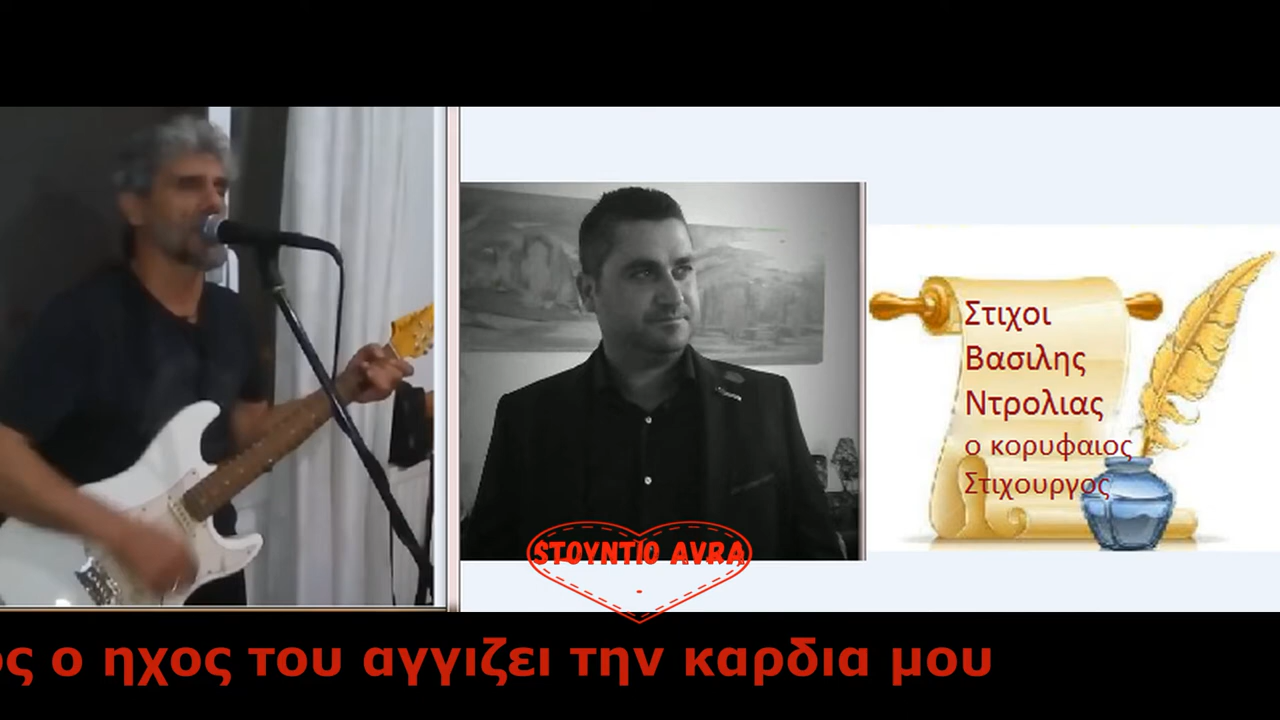 Στιχοι
Βασιλης
Ντρολιας
ο κορυφαιος
Στιχουργος
STOYNTIO AVRA
ο ηχος του αγγιζει την καρδια μου